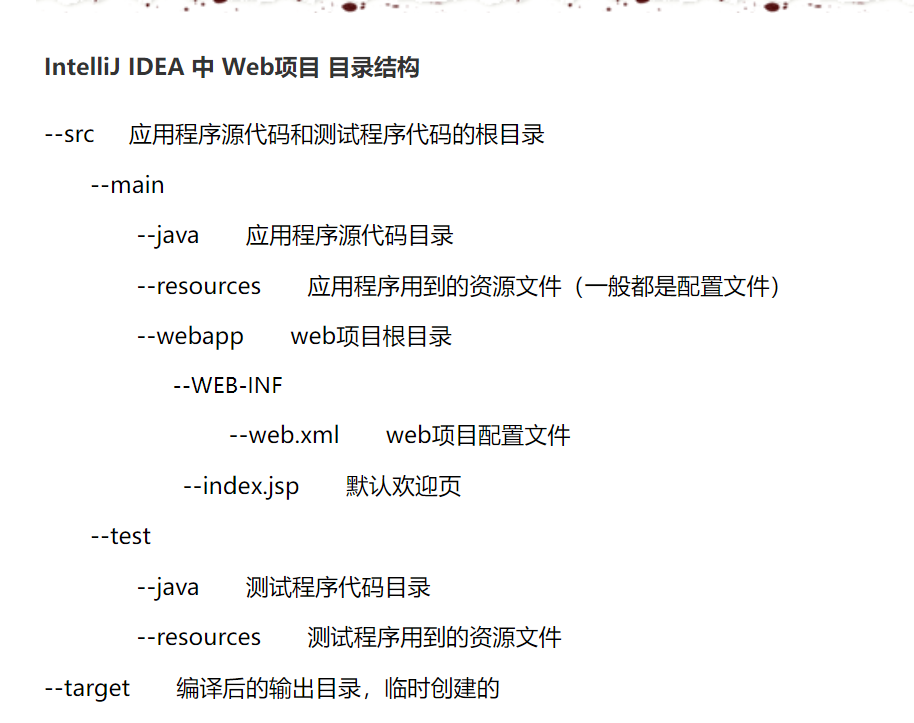 IntelliJ IDEA 中 Web项目 目录结构
--src 应用程序源代码和测试程序代码的根目录
--main
--java 应用程序源代码目录
--resources 应用程序用到的资源文件（一般都是配置文件）
--webapp web项目根目录
--WEB-INF
--web.xml web项目配置文件
--index.jsp 默认欢迎页
--test
--java 测试程序代码目录
--resources 测试程序用到的资源文件
--target 编译后的输出目录，临时创建的